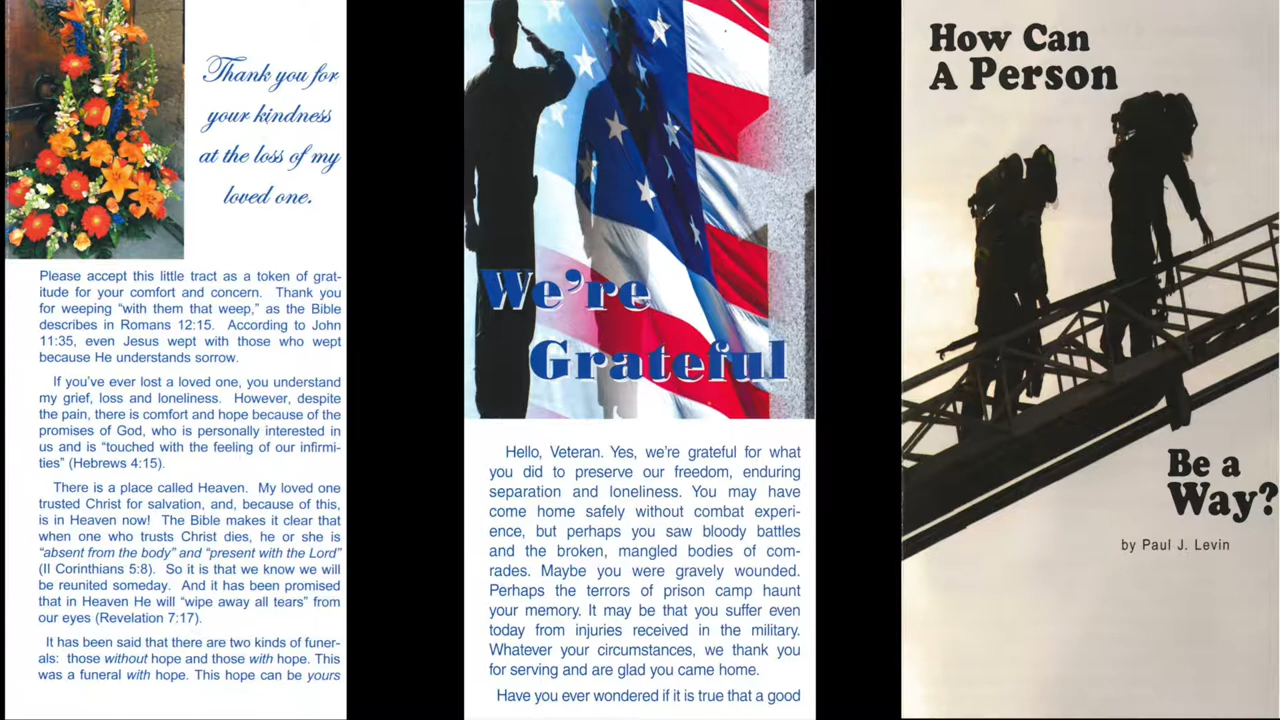 Thank you for
your kindness
at the loss of my
loved one.
Please accept this little tract as a token of grat-
itude for your comfort and concern. Thank you
for weeping “with them that weep,” as the Bible
describes in Romans 12:15. According to John
11:35, even Jesus wept with those who wept
because He understands sorrow.
If you’ve ever lost a loved one, you understand
my grief, loss and loneliness. However, despite
the pain, there is comfort and hope because of the
promises of God, who is personally interested in
us and is “touched with the feeling of our infirmi-
ties” (Hebrews 4:15).
There is a place called Heaven. My loved one
trusted Christ for salvation, and, because of this,
is in Heaven now! The Bible makes it clear that
when one who trusts Christ dies, he or she is
“absent from the body” and “present with the Lord”
(II Corinthians 5:8). So it is that we know we will
be reunited someday. And it has been promised
that in Heaven He will “wipe away all tears” from
our eyes (Revelation 7:17).
It has been said that there are two kinds of funer-
als: those without hope and those with hope. This
was a funeral with hope. This hope can be yours
We’re
Grateful
Hello, Veteran. Yes, we’re grateful for what
you did to preserve our freedom, enduring
separation and loneliness. You may have
come home safely without combat experi-
ence, but perhaps you saw bloody battles
and the broken, mangled bodies of com-
rades. Maybe you were gravely wounded.
Perhaps the terrors of prison camp haunt
your memory. It may be that you suffer even
today from injuries received in the military.
Whatever your circumstances, we thank you
for serving and are glad you came home.
Have you ever wondered if it is true that a good
How Can
A Person
Be a
Way?
by Paul J. Levin